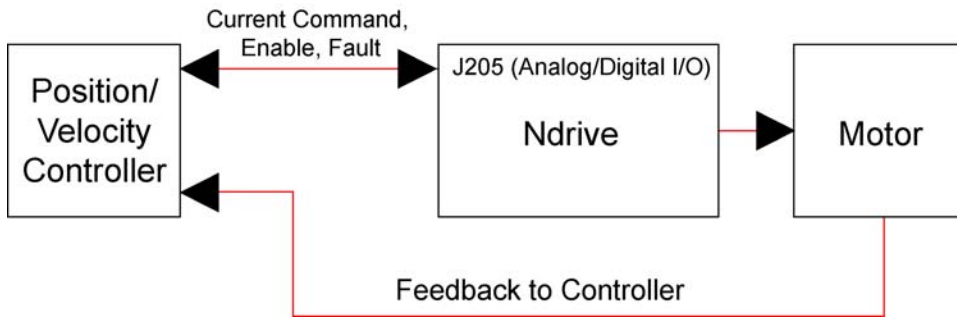 Current Command,
Enable, Fault
Position/
Velocity
Controller
J205 (Analog/Digital I/O)
Ndrive
Motor
Feedback to Controller